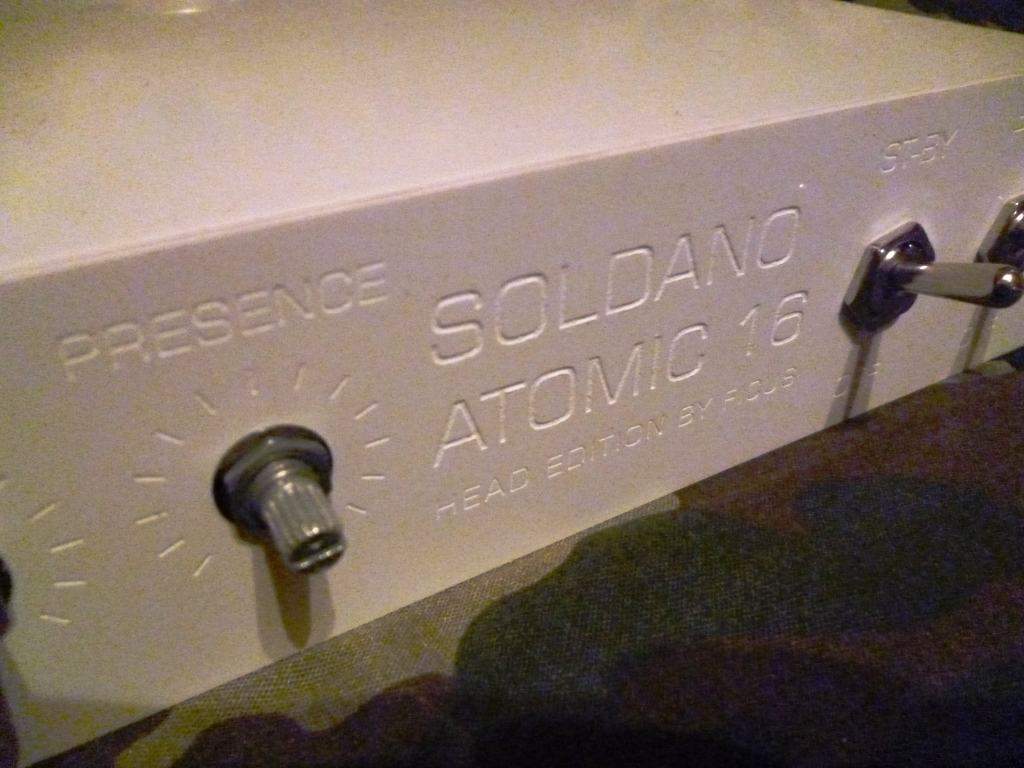 PRESENCE
SOLDANO
ATOMIC 16
HEAD EDITION BY FICUS
ST-BY